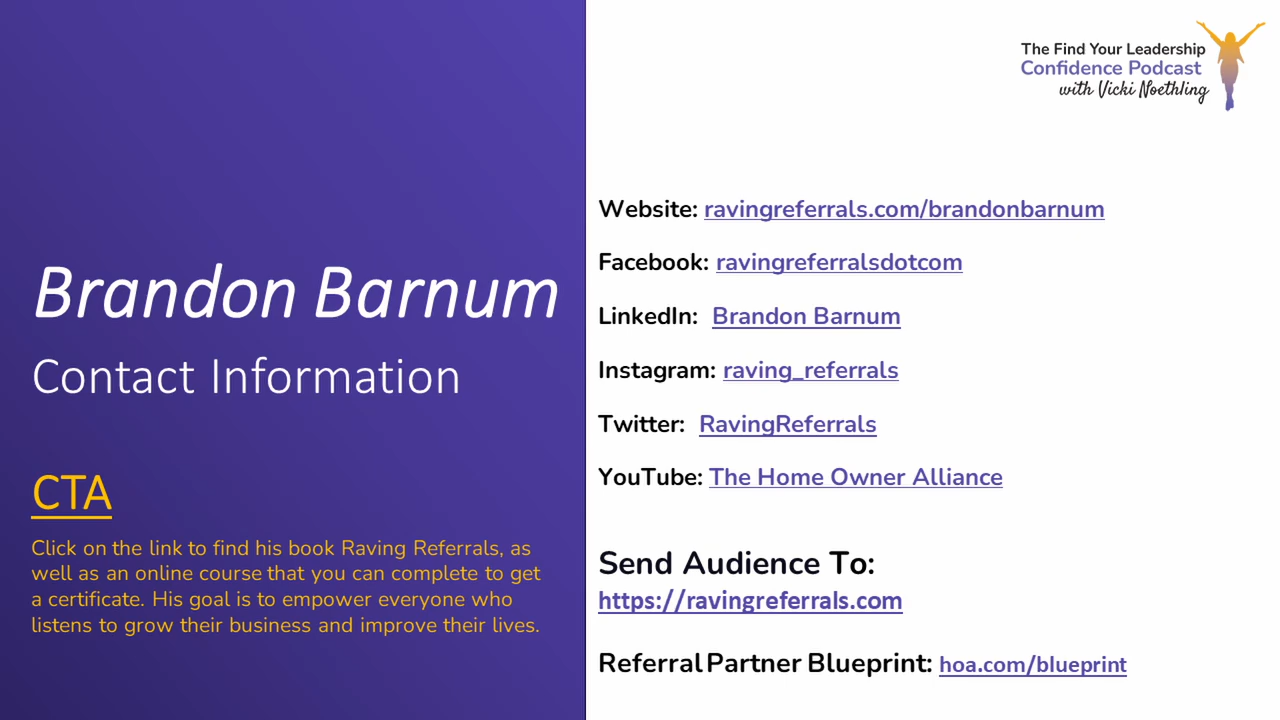 Brandon Barnum
Contact Information
CTA
Click on the link to find his book Raving Referrals, as
well as an online course that you can complete to get
a certificate. His goal is to empower everyone who
listens to grow their business and improve their lives.
The Find Your Leadership
Confidence Podcast
with Vicki Noethling
Website: ravingreferrals.com/brandonbarnum
Facebook: ravingreferralsdotcom
LinkedIn: Brandon Barnum
Instagram: raving_referrals
Twitter: RavingReferrals
YouTube: The Home Owner Alliance
Send Audience To:
https://ravingreferrals.com
Referral Partner Blueprint: hoa.com/blueprint